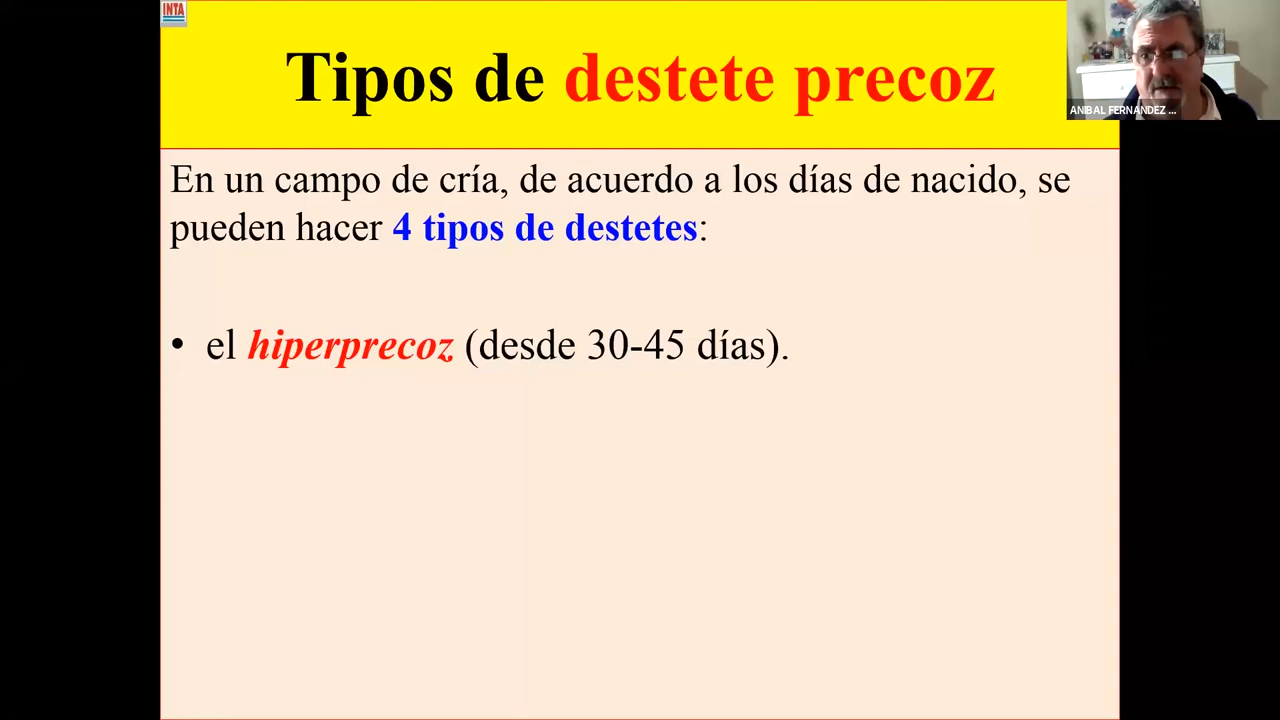 INTA
Tipos de destete precoz
ANIBAL FERNANDEZ ...
En un campo de cría, de acuerdo a los días de nacido, se
pueden hacer 4 tipos de destetes:
• el hiperprecoz (desde 30-45 días).